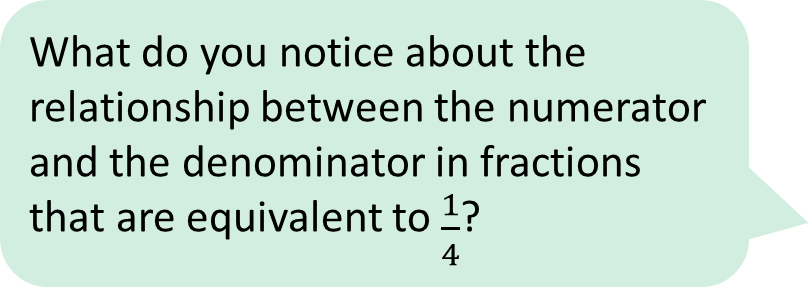 What do you notice about the
relationship between the numerator
and the denominator in fractions
that are equivalent to 1/4?